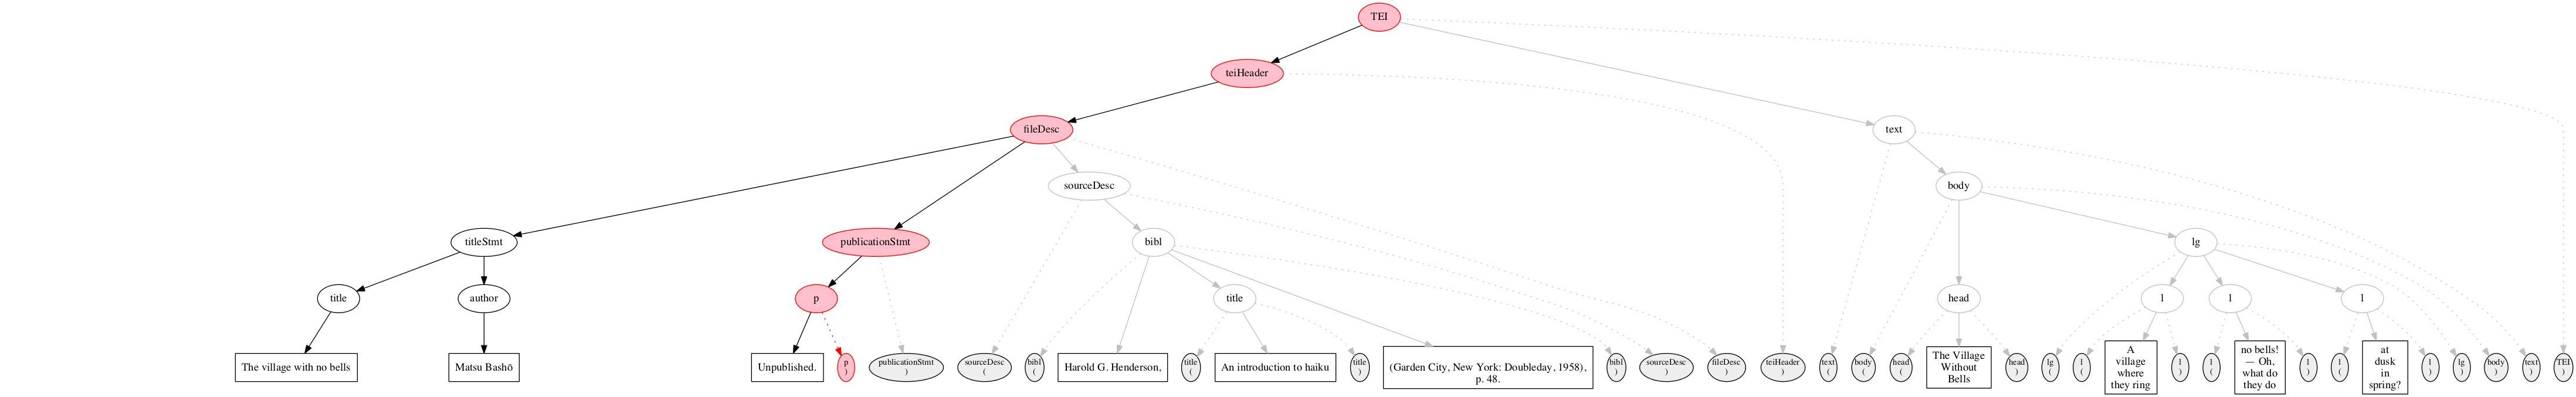 TEI
teiHeader
fileDesc
text
sourceDesc
body
titleStmt
publicationStmt
bibl
lg
title
author
p
title
head
l
l
l
The village with no bells
Matsu Bashō
Unpublished.
p
)
publicationStmt
)
sourceDesc
(
bibl
(
Harold G. Henderson,
title
(
An introduction to haiku
title
)
(Garden City, New York: Doubleday, 1958),
p. 48.
bibl
)
sourceDesc
)
fileDesc
)
teiHeader
)
text
(
body
(
head
(
The Village
Without
Bells
head
)
lg
(
l
(
A
village
where
they ring
l
)
l
(
no bells!
— Oh,
what do
they do
l
)
l
(
at
dusk
in
spring?
l
)
lg
)
body
)
text
)
TEI
)